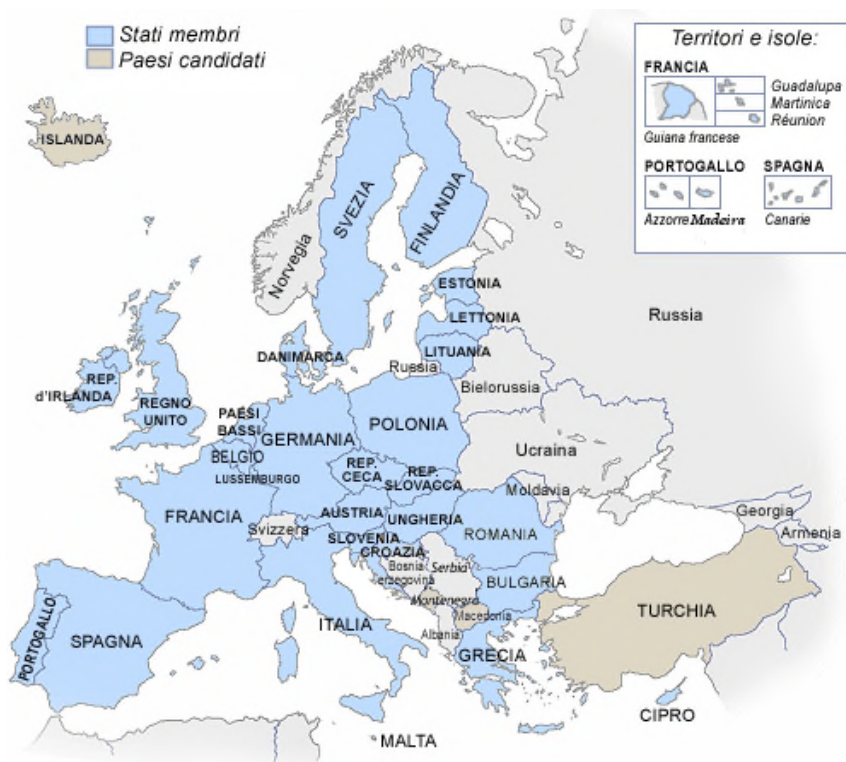 Stati membri
Paesi candidati
Territori e isole:
FRANCIA
Guadalupa
Martinica
Réunion
Guiana francese
PORTOGALLO
SPAGNA
Azzorre
Madeira
Canarie
ISLANDA
SVEZIA
FINLANDIA
Norvegia
ESTONIA
LETTONIA
LITUANIA
Russia
Russia
DANIMARCA
Bielorussia
REP.
d'IRLANDA
REGNO
UNITO
PAESI
BASSI
BELGIO
LUSSEMBURGO
GERMANIA
POLONIA
REP.
CECA
REP.
SLOVACCA
Ucraina
Moldavia
FRANCIA
Svizzera
AUSTRIA
UNGHERIA
SLOVENIA
CROAZIA
ROMANIA
Georgia
Armenia
Bosnia
Erzegovina
Serbia
Montenegro
BULGARIA
Macedonia
Albania
ITALIA
GRECIA
TURCHIA
PORTOGALLO
SPAGNA
MALTA
CIPRO